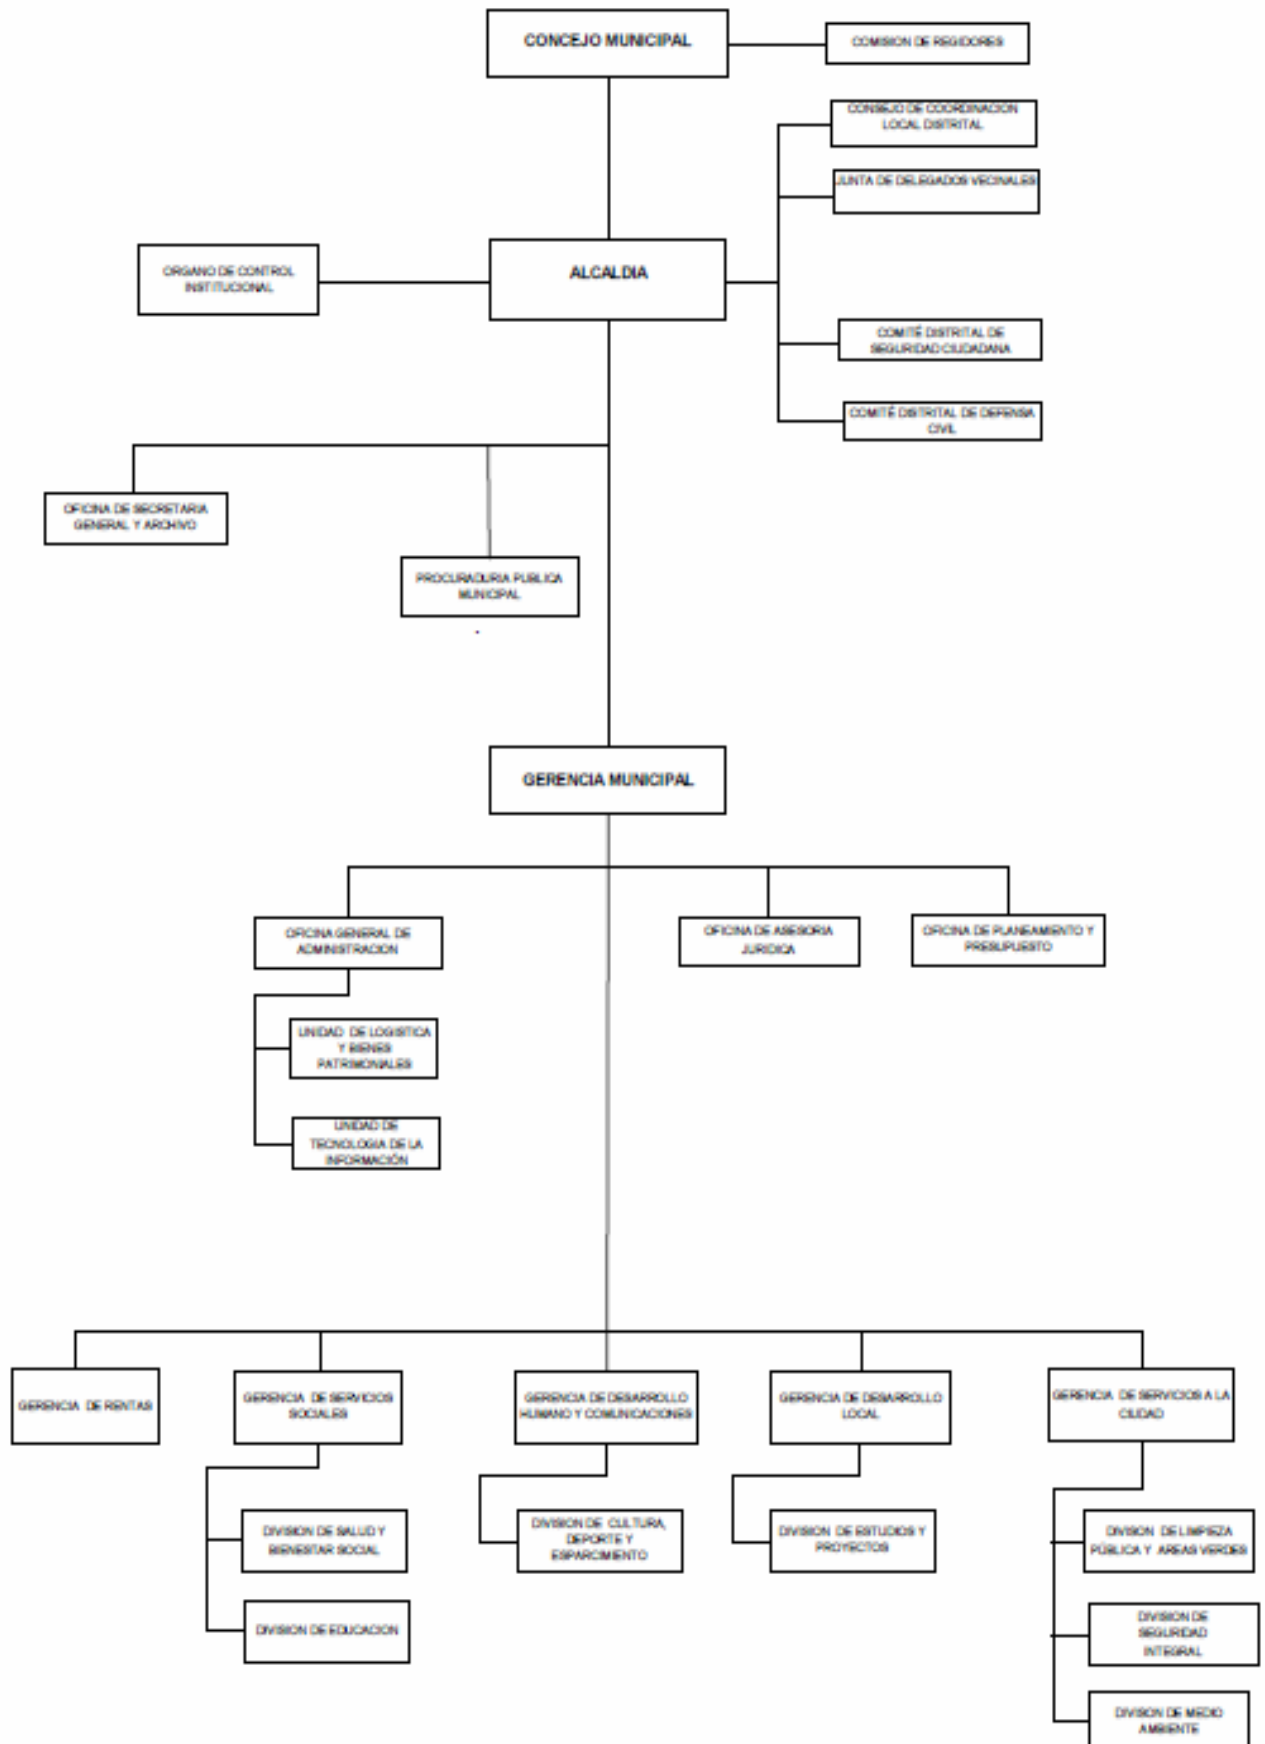 CONCEJO MUNICIPAL
COMISION DE REGIDORES
CONSEJO DE COORDINACION
LOCAL DISTRITAL
JUNTA DE DELEGADOS VECINALES
ORGANO DE CONTROL
INSTITUCIONAL
ALCALDIA
COMITÉ DISTRITAL DE
SEGURIDAD CIUDADANA
COMITÉ DISTRITAL DE DEFENSA
CIVIL
OFICINA DE SECRETARIA
GENERAL Y ARCHIVO
PROCURADURIA PUBLICA
MUNICIPAL
GERENCIA MUNICIPAL
OFICINA GENERAL DE
ADMINISTRACION
OFICINA DE ASESORIA
JURIDICA
OFICINA DE PLANEAMIENTO Y
PRESUPUESTO
UNIDAD DE LOGISTICA
Y BIENES
PATRIMONIALES
UNIDAD DE
TECNOLOGIA DE LA
INFORMACIÓN
GERENCIA DE RENTAS
GERENCIA DE SERVICIOS
SOCIALES
GERENCIA DE DESARROLLO
HUMANO Y COMUNICACIONES
GERENCIA DE DESARROLLO
LOCAL
GERENCIA DE SERVICIOS A LA
CIUDAD
DIVISION DE SALUD Y
BIENESTAR SOCIAL
DIVISION DE CULTURA,
DEPORTE Y
ESPARCIMIENTO
DIVISION DE ESTUDIOS Y
PROYECTOS
DIVISON DE LIMPIEZA
PÚBLICA Y AREAS VERDES
DIVISION DE EDUCACION
DIVISION DE
SEGURIDAD
INTEGRAL
DIVISON DE MEDIO
AMBIENTE